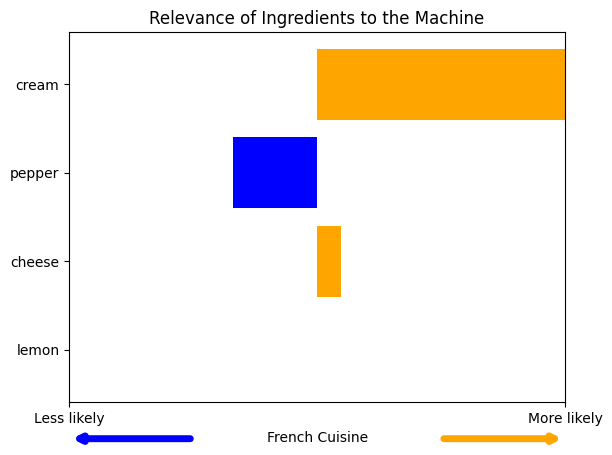 Relevance of Ingredients to the Machine
cream
pepper
cheese
lemon
Less likely
More likely
French Cuisine